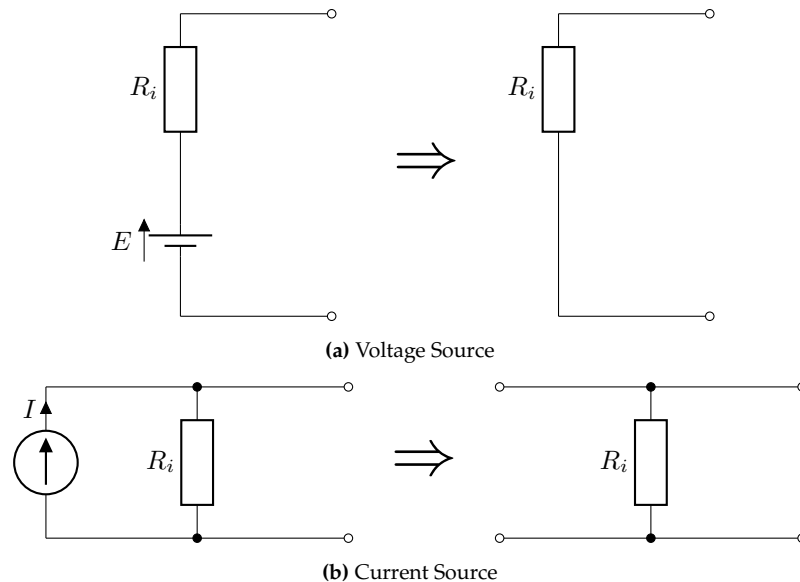 R_i
R_i
E
(a) Voltage Source
I
R_i
R_i
(b) Current Source